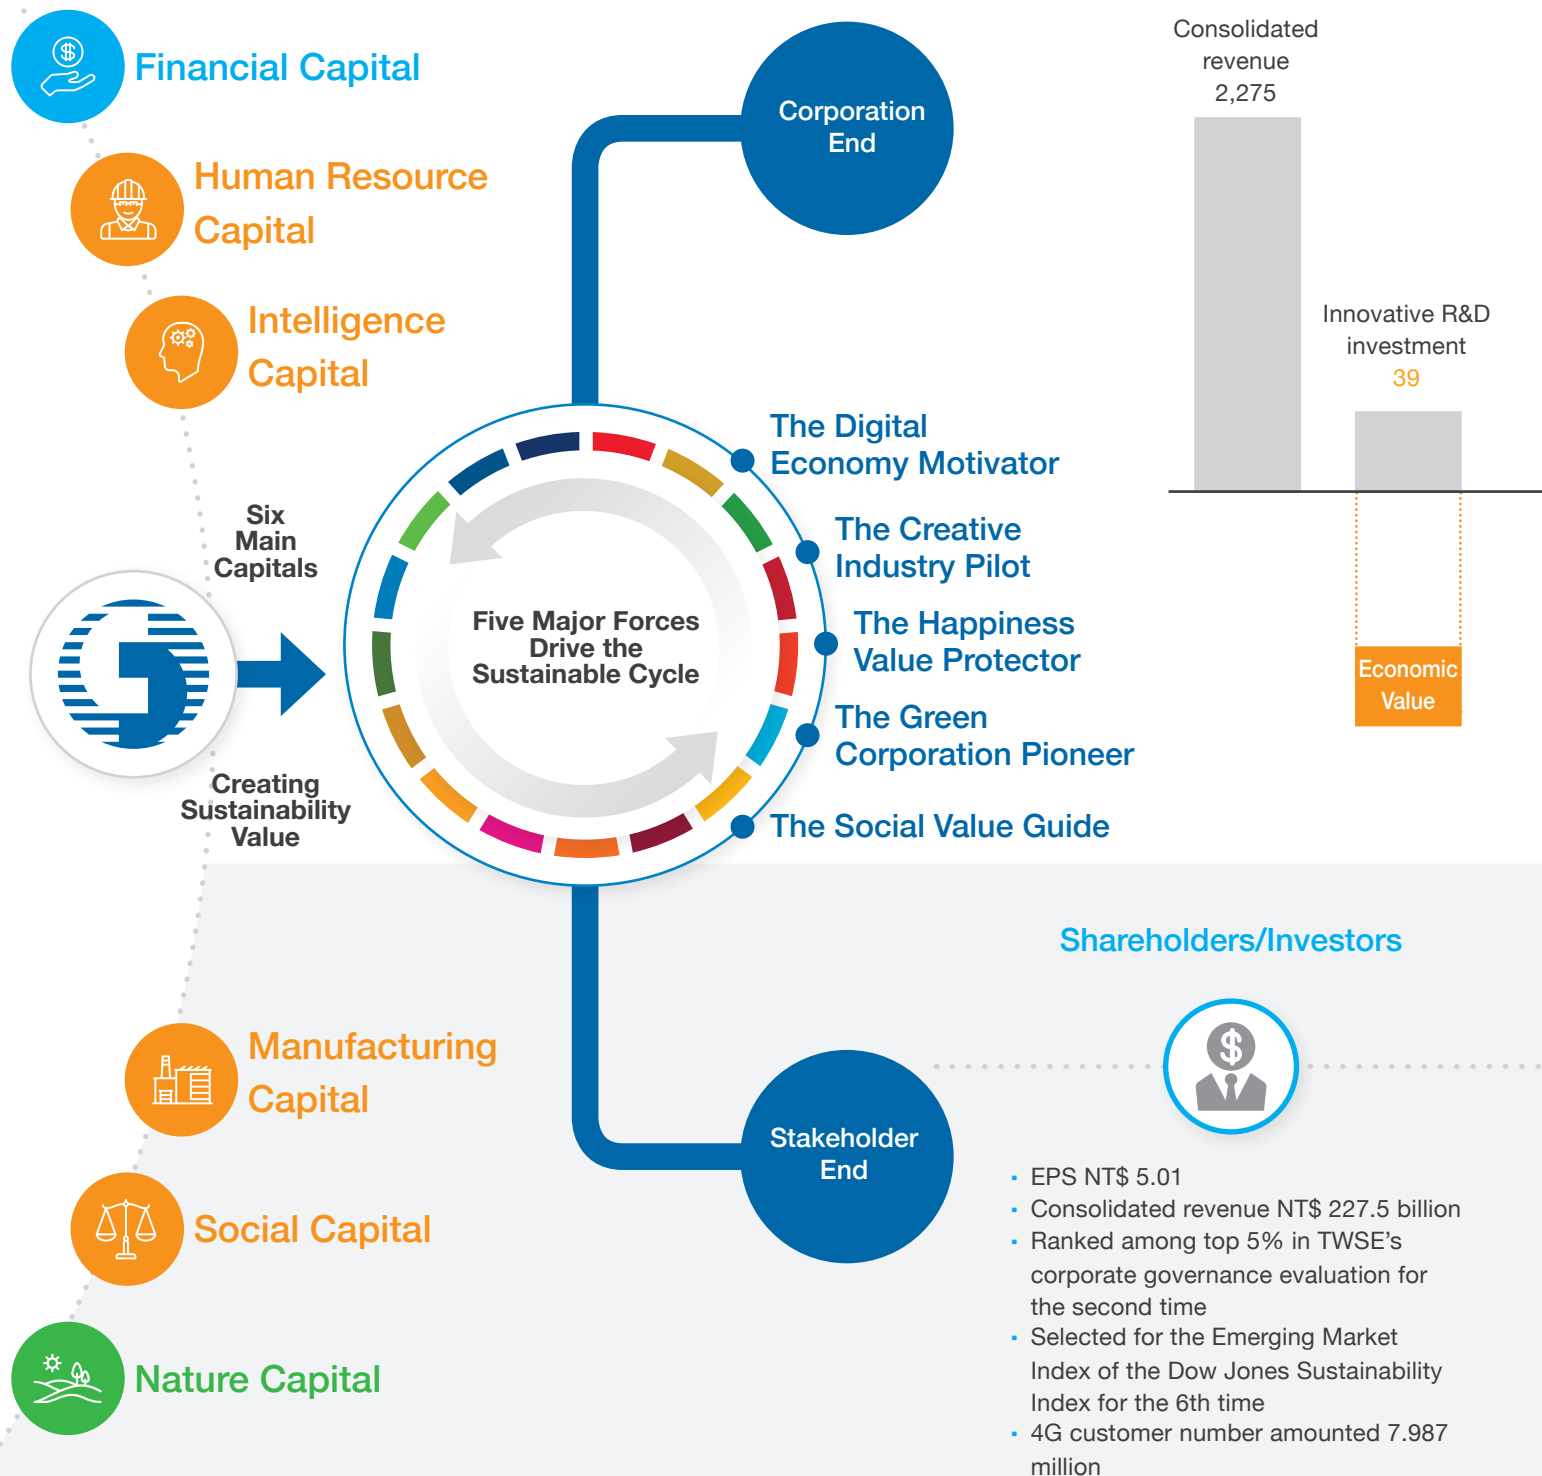 Financial Capital
Human Resource
Capital
Intelligence
Capital
Six
Main
Capitals
Creating
Sustainability
Value
Manufacturing
Capital
Social Capital
Nature Capital
Corporation
End
Five Major Forces
Drive the
Sustainable Cycle
The Digital
Economy Motivator
The Creative
Industry Pilot
The Happiness
Value Protector
The Green
Corporation Pioneer
The Social Value Guide
Stakeholder
End
Consolidated
revenue
2,275
Innovative R&D
investment
39
Economic
Value
Shareholders/Investors
$
▪ EPS NT$ 5.01
▪ Consolidated revenue NT$ 227.5 billion
▪ Ranked among top 5% in TWSE’s
corporate governance evaluation for
the second time
▪ Selected for the Emerging Market
Index of the Dow Jones Sustainability
Index for the 6th time
▪ 4G customer number amounted 7.987
million